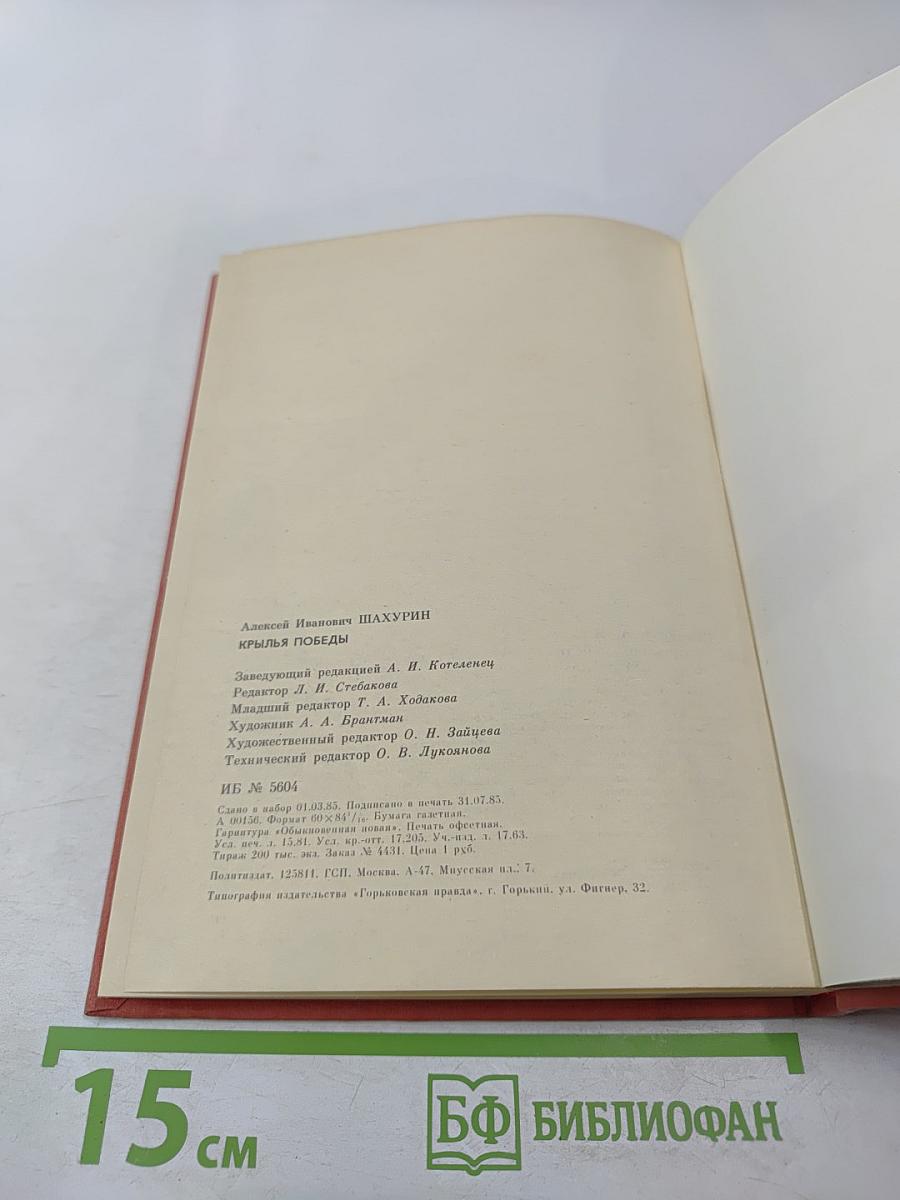 Алексей Иванович ШАХУРИН
КРЫЛЬЯ ПОБЕДЫ
Заведующий редакцией А. И. Котеленец
Редактор Л. И. Стебакова
Младший редактор Т. А. Ходакова
Художник А. А. Брантман
Художественный редактор О. Н. Зайцева
Технический редактор О. В. Лукоянова
ИБ № 5604
Сдано в набор 01.03.85. Подписано в печать 31.07.85.
А 00156. Формат 60×84¹/₁₆. Бумага газетная.
Гарнитура «Обыкновенная новая». Печать офсетная.
Усл. печ. л. 15,81. Усл. кр.-отт. 17,205. Уч.-изд. л. 17,63.
Тираж 200 тыс. экз. Заказ № 4431. Цена 1 руб.
Политиздат. 125811, ГСП, Москва, А-47, Миусская пл., 7.
Типография издательства «Горьковская правда», г. Горький, ул. Фигнер, 32.
15 см
БФ БИБЛИОФАН